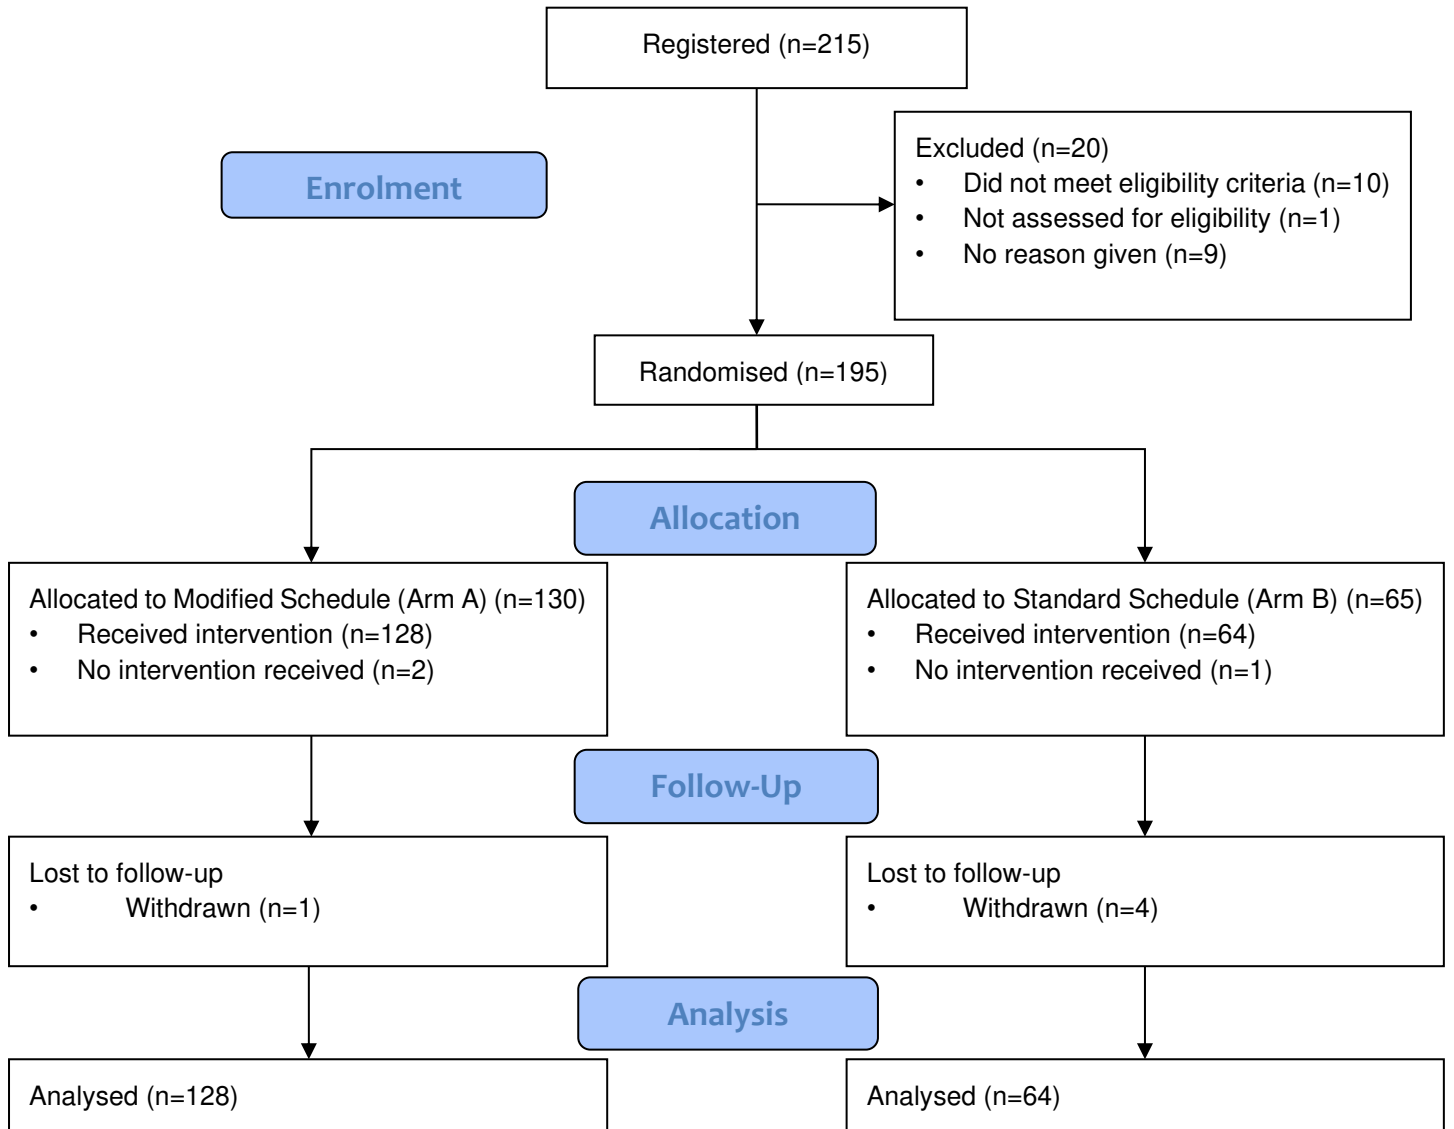 Registered (n=215)
Enrolment
Excluded (n=20)
• Did not meet eligibility criteria (n=10)
• Not assessed for eligibility (n=1)
• No reason given (n=9)
Randomised (n=195)
Allocation
Allocated to Modified Schedule (Arm A) (n=130)
• Received intervention (n=128)
• No intervention received (n=2)
Allocated to Standard Schedule (Arm B) (n=65)
• Received intervention (n=64)
• No intervention received (n=1)
Follow-Up
Lost to follow-up
• Withdrawn (n=1)
Lost to follow-up
• Withdrawn (n=4)
Analysis
Analysed (n=128)
Analysed (n=64)